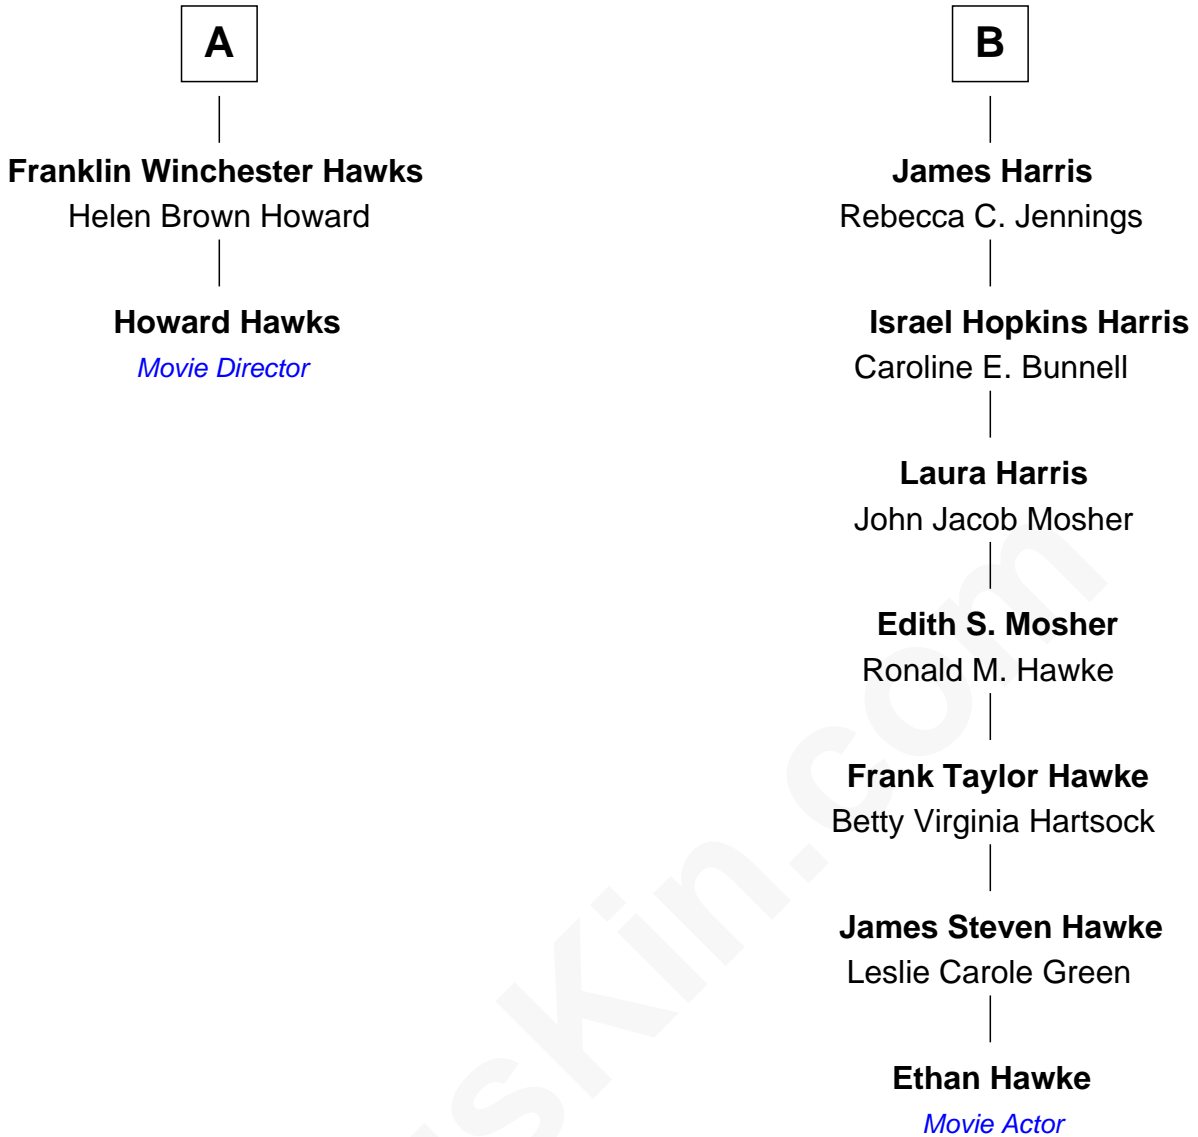 A
Franklin Winchester Hawks
Helen Brown Howard
Howard Hawks
Movie Director
B
James Harris
Rebecca C. Jennings
Israel Hopkins Harris
Caroline E. Bunnell
Laura Harris
John Jacob Mosher
Edith S. Mosher
Ronald M. Hawke
Frank Taylor Hawke
Betty Virginia Hartsock
James Steven Hawke
Leslie Carole Green
Ethan Hawke
Movie Actor
sKin.com